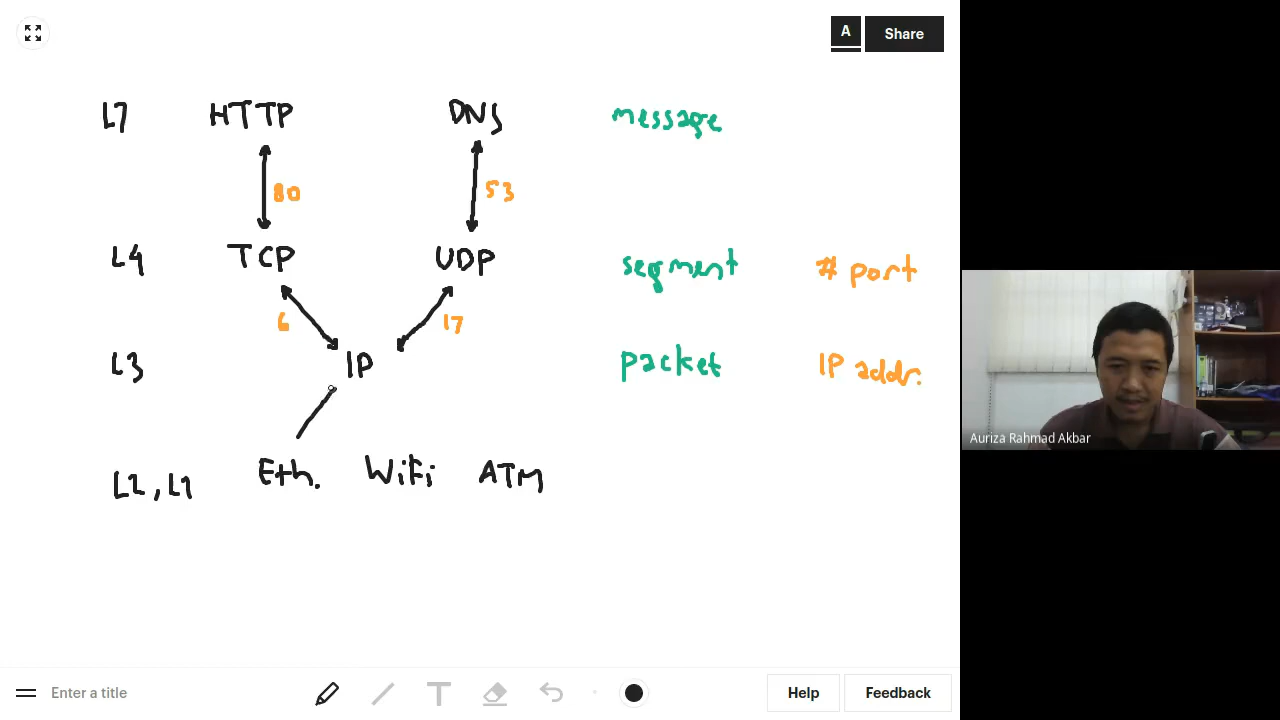 A Share
L7 HTTP DNS message
80 53
L4 TCP UDP segment # port
6 17
L3 IP packet IP addr.
Auriza Rahmad Akbar
L2, L1 Eth. WiFi ATM
Enter a title T Help Feedback